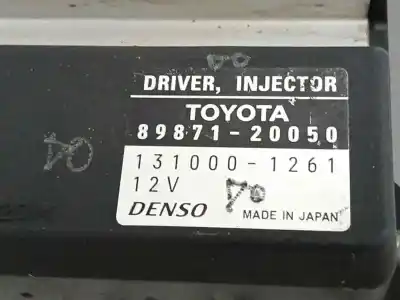 DRIVER, INJECTOR
TOYOTA
89871-20050
131000-1261
12V
DENSO
MADE IN JAPAN